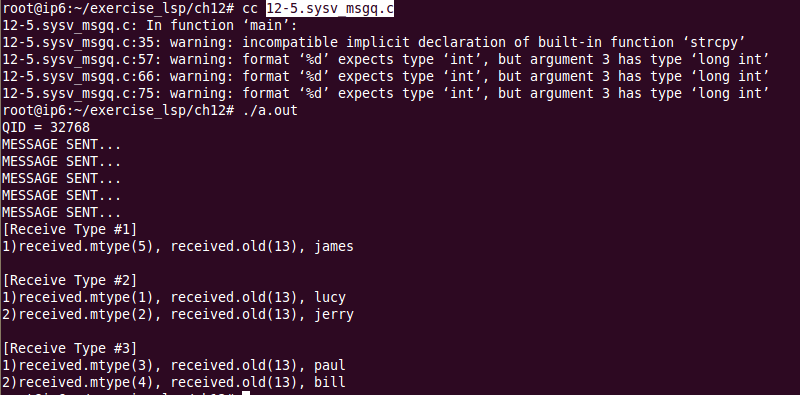 root@ip6:~/exercise_lsp/ch12# cc 12-5.sysv_msgq.c
12-5.sysv_msgq.c: In function ‘main’:
12-5.sysv_msgq.c:35: warning: incompatible implicit declaration of built-in function ‘strcpy’
12-5.sysv_msgq.c:57: warning: format ‘%d’ expects type ‘int’, but argument 3 has type ‘long int’
12-5.sysv_msgq.c:66: warning: format ‘%d’ expects type ‘int’, but argument 3 has type ‘long int’
12-5.sysv_msgq.c:75: warning: format ‘%d’ expects type ‘int’, but argument 3 has type ‘long int’
root@ip6:~/exercise_lsp/ch12# ./a.out
QID = 32768
MESSAGE SENT...
MESSAGE SENT...
MESSAGE SENT...
MESSAGE SENT...
MESSAGE SENT...
[Receive Type #1]
1)received.mtype(5), received.old(13), james
[Receive Type #2]
1)received.mtype(1), received.old(13), lucy
2)received.mtype(2), received.old(13), jerry
[Receive Type #3]
1)received.mtype(3), received.old(13), paul
2)received.mtype(4), received.old(13), bill